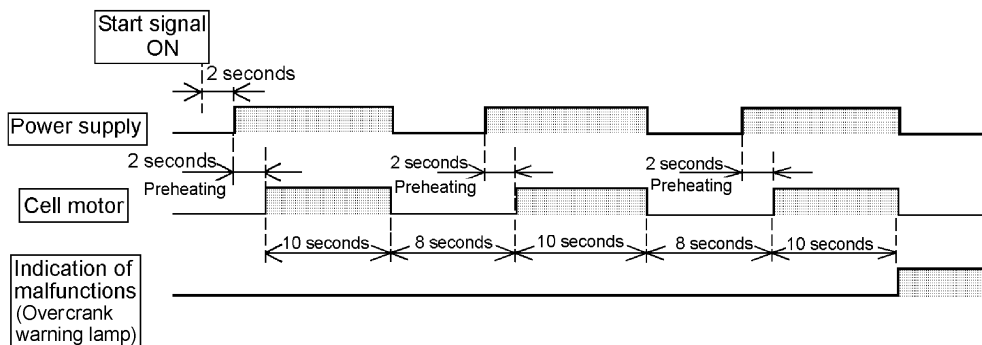 Start signal
ON
2 seconds
Power supply
2 seconds
Preheating
2 seconds
Preheating
2 seconds
Preheating
Cell motor
10 seconds
8 seconds
10 seconds
8 seconds
10 seconds
Indication of
malfunctions
(Overcrank
warning lamp)